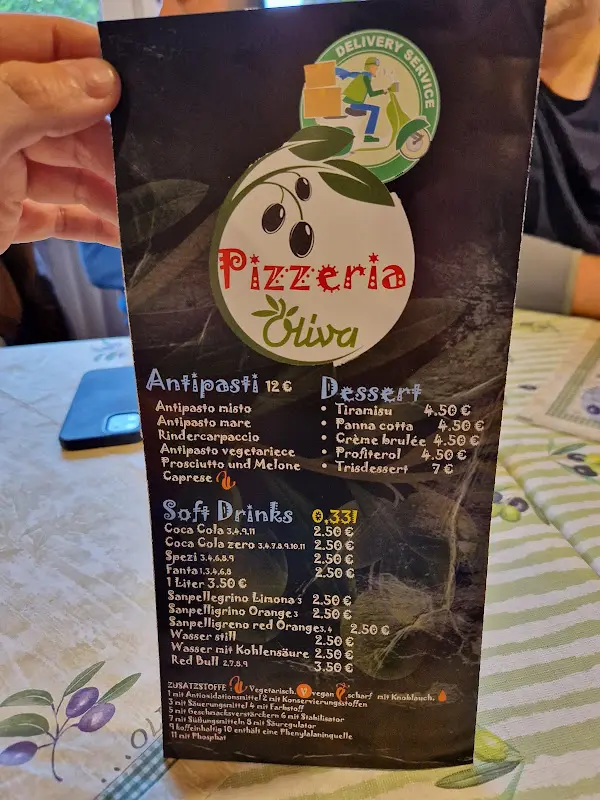 DELIVERY SERVICE
Pizzeria
Oliva
Antipasti 12 €
Antipasto misto
Antipasto mare
Rindercarpaccio
Antipasto vegetariece
Prosciutto und Melone
Caprese
Dessert
• Tiramisu 4.50 €
• Panna cotta 4.50 €
• Crème brulée 4.50 €
• Profiterol 4.50 €
• Trisdessert 7 €
Soft Drinks 0,33l
Coca Cola 3,4,9,11 2.50 €
Coca Cola zero 3,4,7,8,9,10,11 2.50 €
Spezi 3,4,6,8,9 2.50 €
Fanta 1,3,4,6,8 2.50 €
1 Liter 3.50 €
Sanpellegrino Limona 3 2.50 €
Sanpelligrino Orange 3 2.50 €
Sanpelligreno red Orange 3,4 2.50 €
Wasser still 2.50 €
Wasser mit Kohlensäure 2.50 €
Red Bull 2,7,8,9 3.50 €
ZUSATZSTOFFE : Vegetarisch, V vegan scharf mit Knoblauch,
1 mit Antioxidationsmittel 2 mit Konservierungsstoffen
3 mit Säuerungsmittel 4 mit Farbstoff
5 mit Geschmacksverstärkern 6 mit Stabilisator
7 mit Süßungsmitteln 8 mit Säuregulator
9 koffeinhaltig 10 enthält eine Phenylalaninquelle
11 mit Phosphat